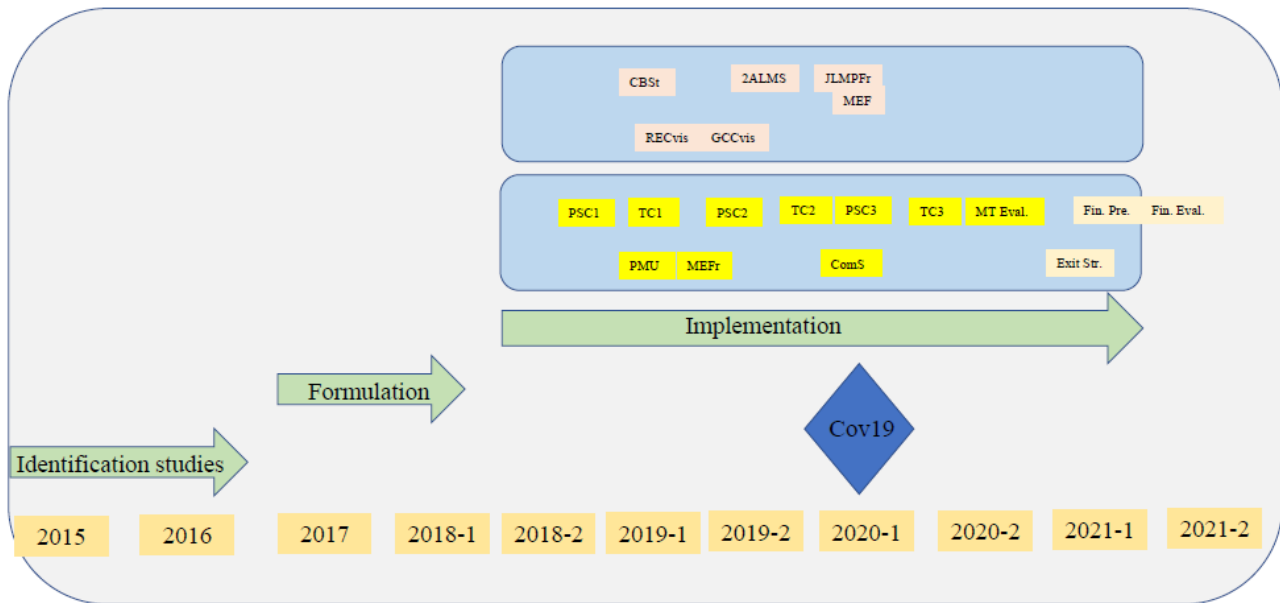 CBSt 2ALMS JLMPFr
MEF
RECvis GCCvis
PSC1 TC1 PSC2 TC2 PSC3 TC3 MT Eval. Fin. Pre. Fin. Eval.
PMU MEFr ComS Exit Str.
Implementation
Formulation
Cov19
Identification studies
2015 2016 2017 2018-1 2018-2 2019-1 2019-2 2020-1 2020-2 2021-1 2021-2